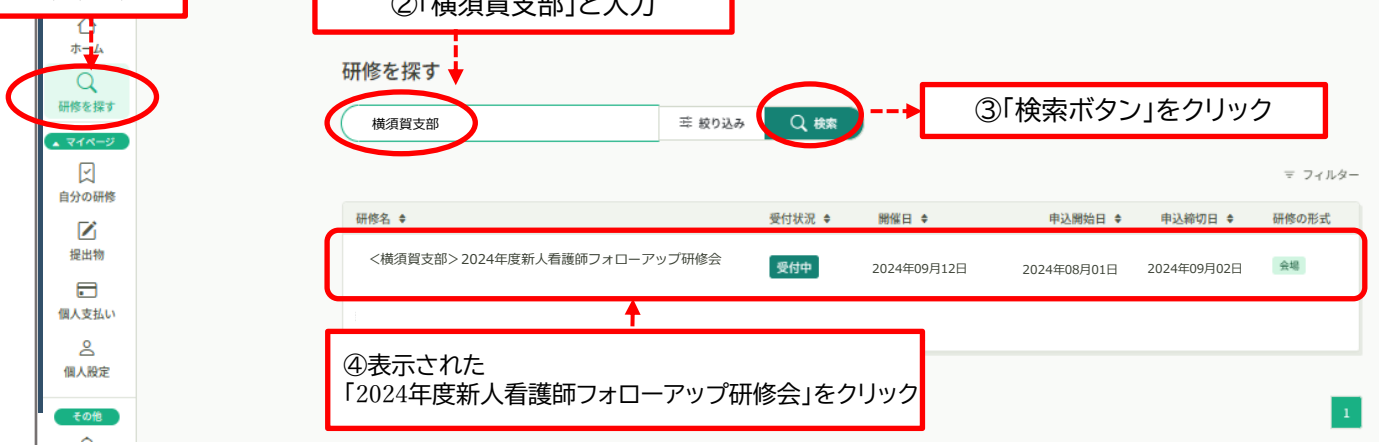 ②「横須賀支部」と入力
ホーム
研修を探す
マイページ
自分の研修
提出物
個人支払い
個人設定
その他
研修を探す
横須賀支部
絞り込み
検索
③「検索ボタン」をクリック
フィルター
研修名 受付状況 開催日 申込開始日 申込締切日 研修の形式
＜横須賀支部＞2024年度新人看護師フォローアップ研修会 受付中 2024年09月12日 2024年08月01日 2024年09月02日 会場
④表示された
「2024年度新人看護師フォローアップ研修会」をクリック
1